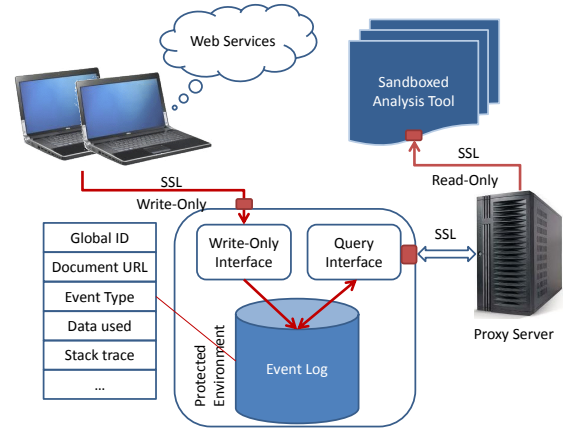 Web Services
Sandboxed
Analysis Tool
SSL
Write-Only
SSL
Read-Only
Global ID
Document URL
Event Type
Data used
Stack trace
...
Write-Only
Interface
Query
Interface
SSL
Proxy Server
Protected
Environment
Event Log